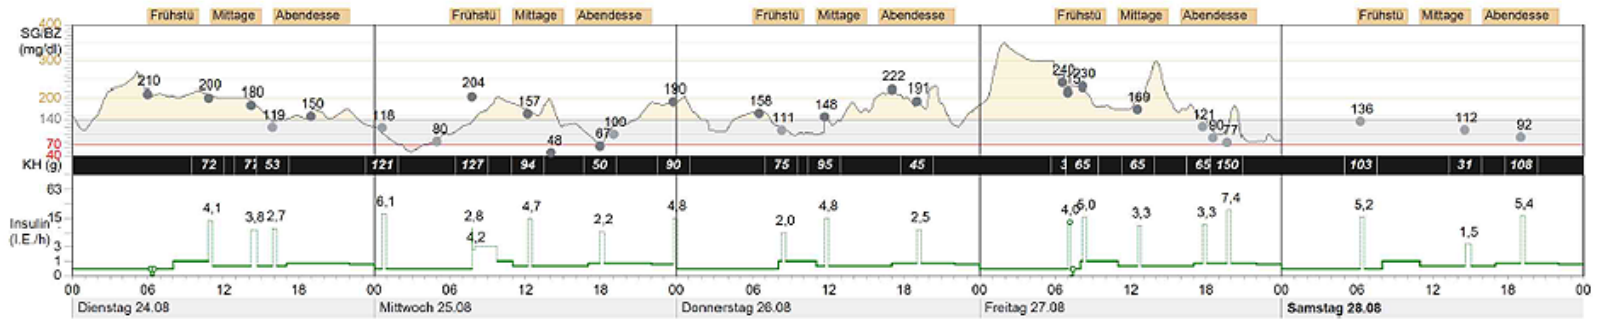 Frühstü Mittage Abendesse Frühstü Mittage Abendesse Frühstü Mittage Abendesse Frühstü Mittage Abendesse Frühstü Mittage Abendesse
400
SG/BZ
(mg/dl)
300
200
140
70
40
210 200 180 119 150 118 80 204 157 48 67 100 190 158 111 148 222 191 240 230 169 121 90 77 136 112 92
KH (g) 72 77 53 121 127 94 50 90 75 95 45 3 65 65 65 150 103 31 108
63
Insulin 15
(I.E./h)
3
1
0
4,1 3,8 2,7 6,1 2,8 4,2 4,7 2,2 4,8 2,0 4,8 2,5 4,0 5,0 3,3 3,3 7,4 5,2 1,5 5,4
00 06 12 18 00 06 12 18 00 06 12 18 00 06 12 18 00 06 12 18 00
Dienstag 24.08 Mittwoch 25.08 Donnerstag 26.08 Freitag 27.08 Samstag 28.08